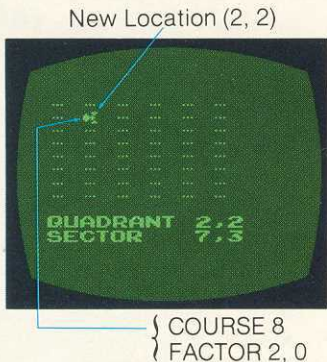 New Location (2, 2)
QUADRANT 2,2
SECTOR 7,3
COURSE 8
FACTOR 2, 0